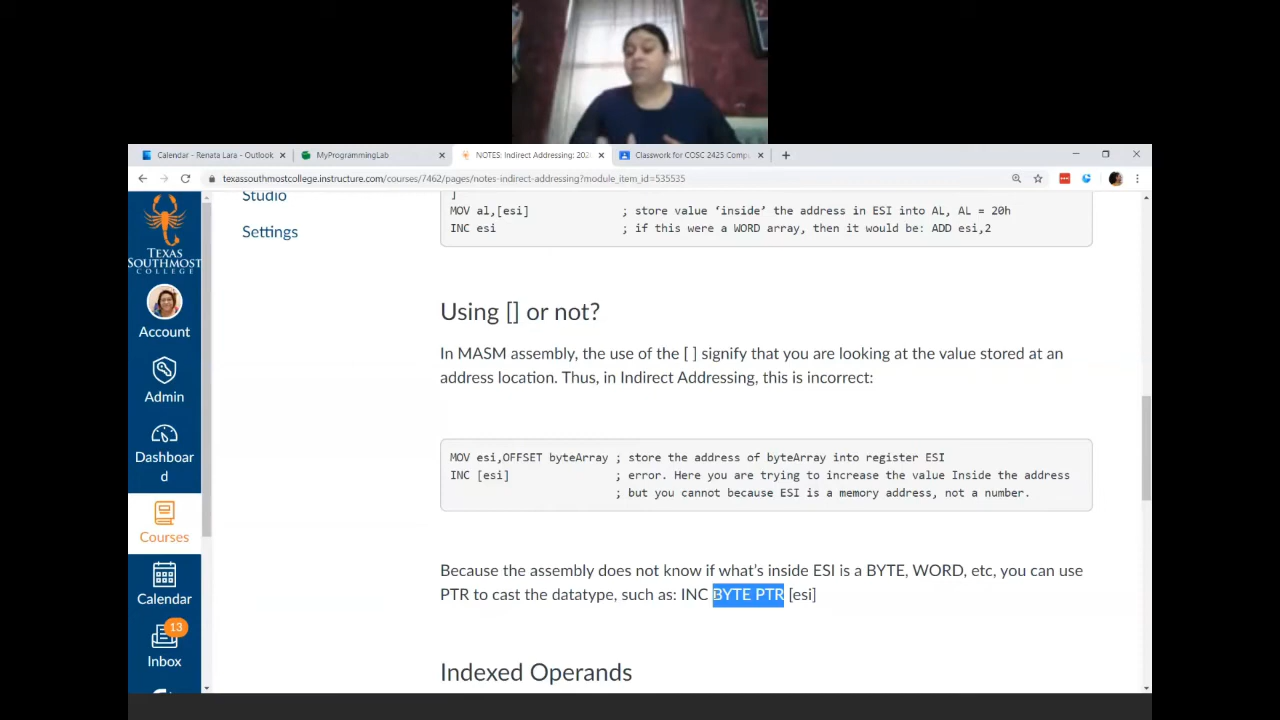 Calendar - Renata Lara - Outlook
MyProgrammingLab
NOTES: Indirect Addressing: 202
Classwork for COSC 2425 Compu
texassouthmostcollege.instructure.com/courses/7462/pages/notes-indirect-addressing?module_item_id=535535
TEXAS
SOUTHMOST
COLLEGE
Account
Admin
Dashboar
d
Courses
Calendar
13
Inbox
Studio
Settings
]
MOV al,[esi] ; store value ‘inside’ the address in ESI into AL, AL = 20h
INC esi ; if this were a WORD array, then it would be: ADD esi,2
Using [] or not?
In MASM assembly, the use of the [ ] signify that you are looking at the value stored at an
address location. Thus, in Indirect Addressing, this is incorrect:
MOV esi,OFFSET byteArray ; store the address of byteArray into register ESI
INC [esi] ; error. Here you are trying to increase the value Inside the address
; but you cannot because ESI is a memory address, not a number.
Because the assembly does not know if what’s inside ESI is a BYTE, WORD, etc, you can use
PTR to cast the datatype, such as: INC BYTE PTR [esi]
Indexed Operands